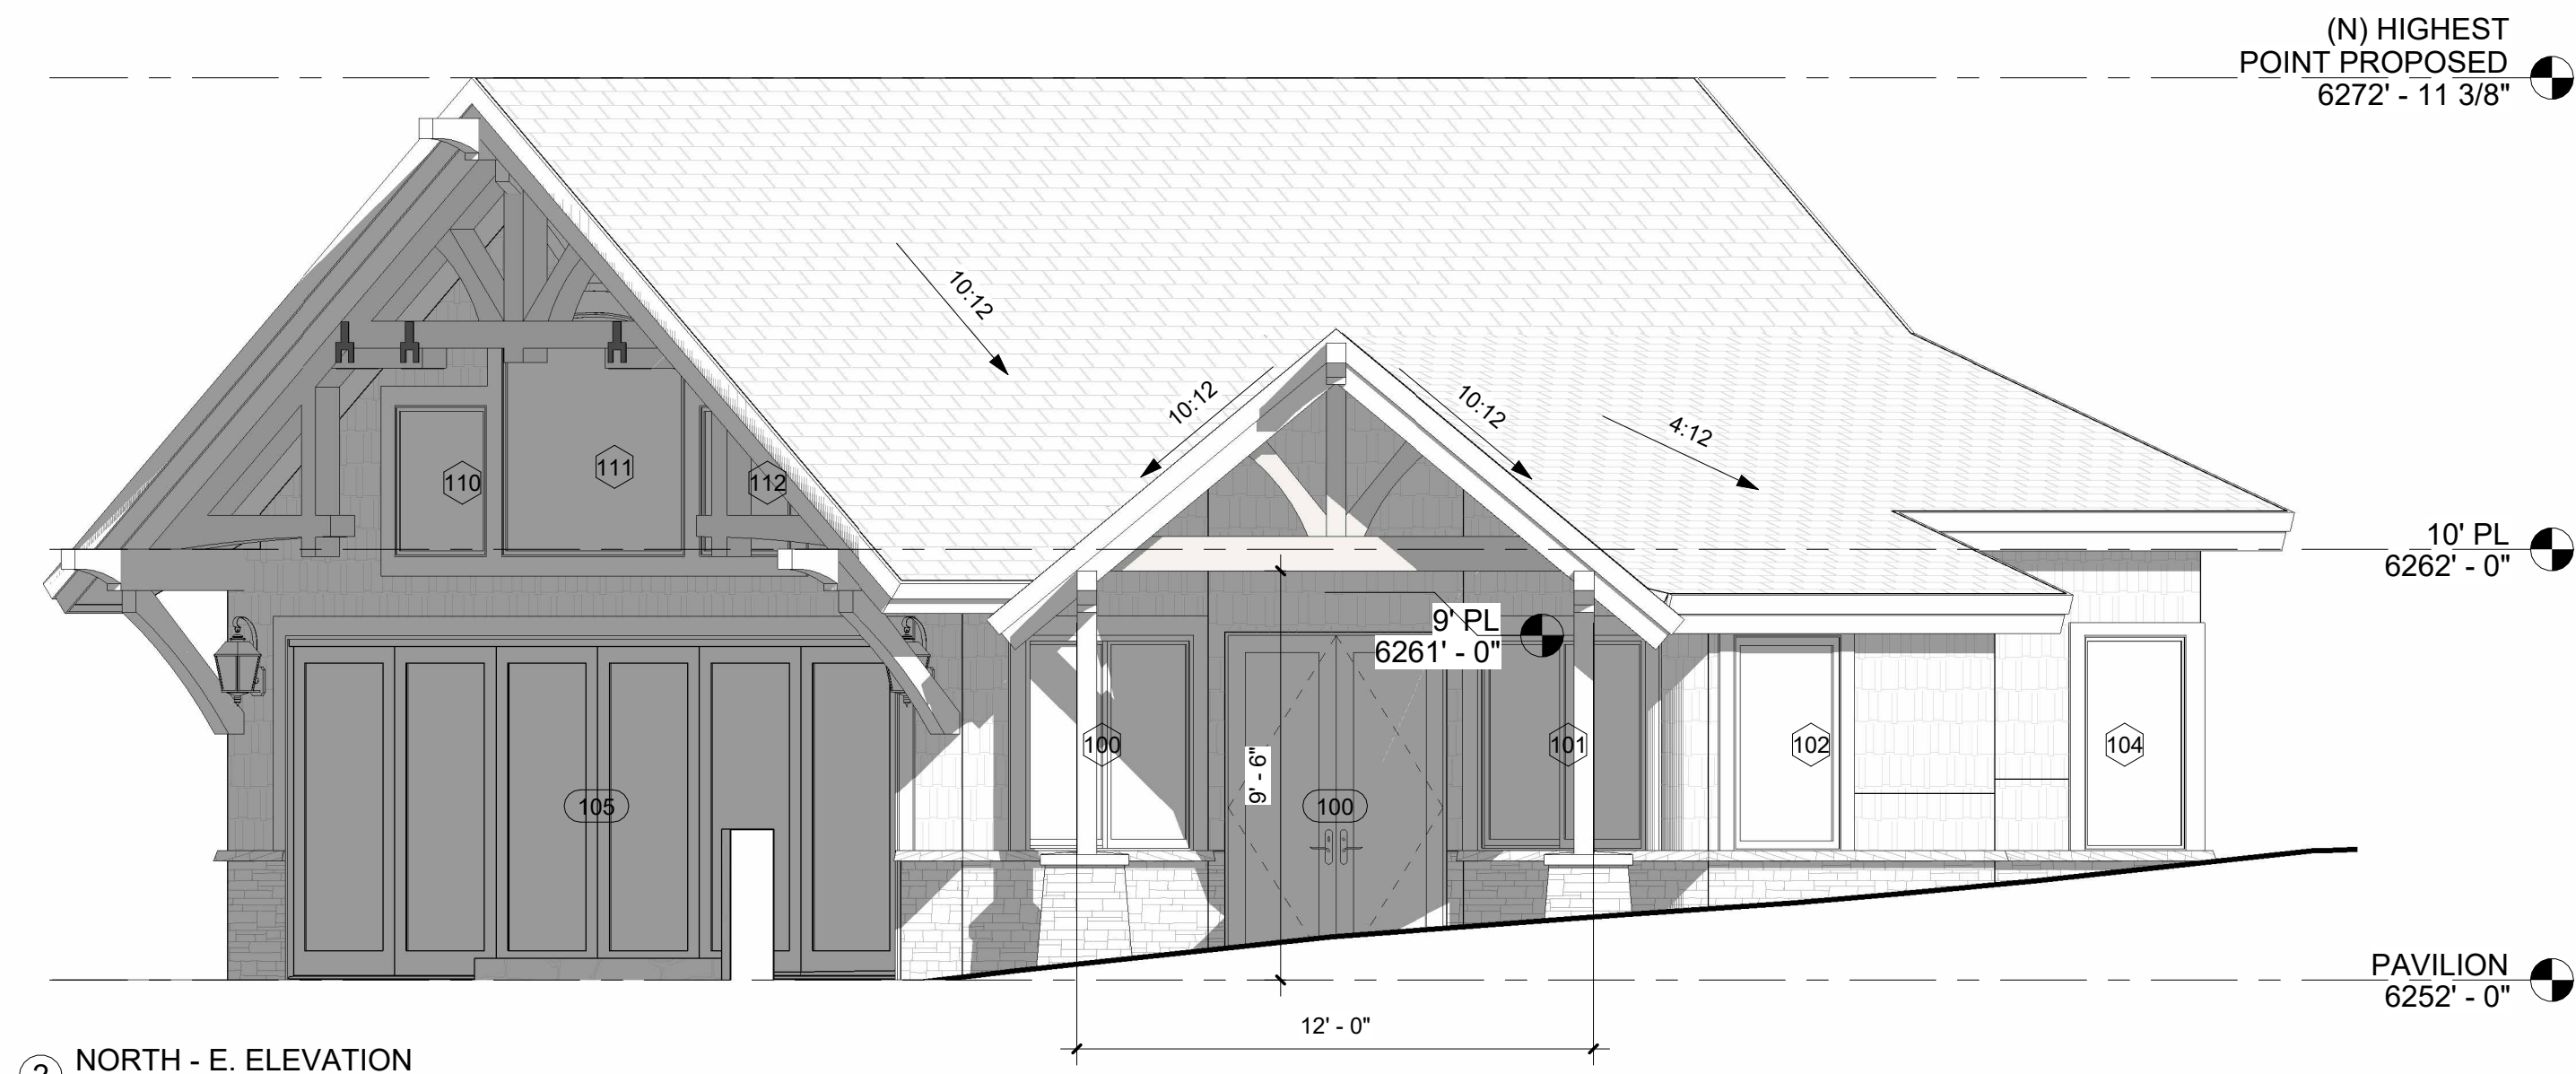 (N) HIGHEST
POINT PROPOSED
6272' - 11 3/8"
10:12
10:12
10:12
4:12
110
111
112
10' PL
6262' - 0"
9' PL
6261' - 0"
100
101
102
104
9' - 6"
105
100
PAVILION
6252' - 0"
12' - 0"
NORTH - E. ELEVATION